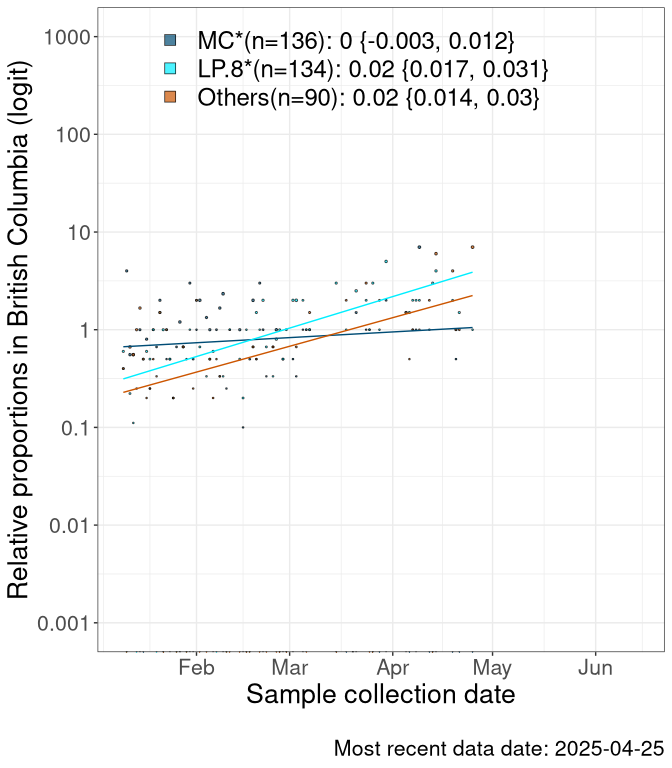 MC*(n=136): 0 {-0.003, 0.012}
LP.8*(n=134): 0.02 {0.017, 0.031}
Others(n=90): 0.02 {0.014, 0.03}
Relative proportions in British Columbia (logit)
1000
100
10
1
0.1
0.01
0.001
Feb Mar Apr May Jun
Sample collection date
Most recent data date: 2025-04-25